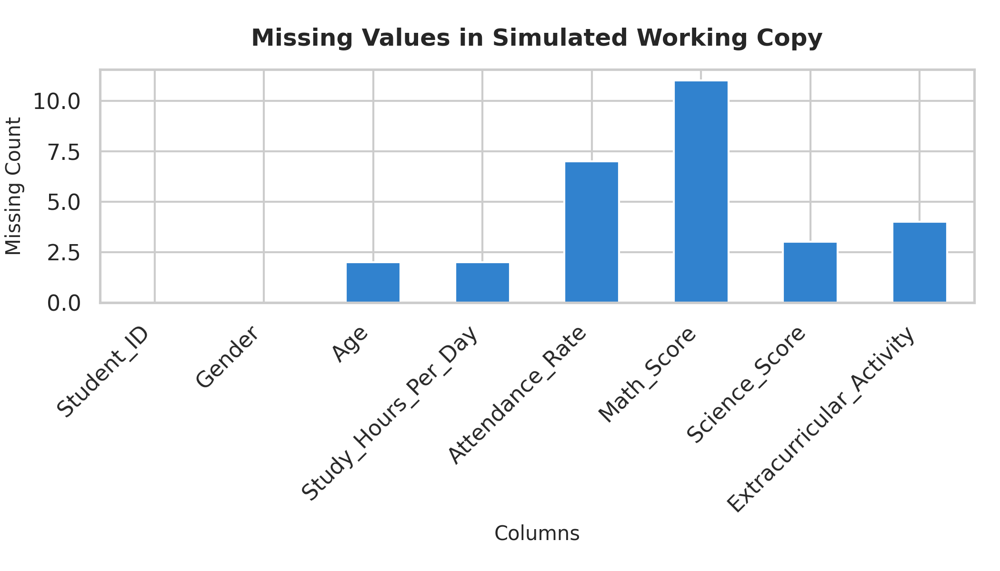 Missing Values in Simulated Working Copy
Missing Count
10.0
7.5
5.0
2.5
0.0
Student_ID
Gender
Age
Study_Hours_Per_Day
Attendance_Rate
Math_Score
Science_Score
Extracurricular_Activity
Columns